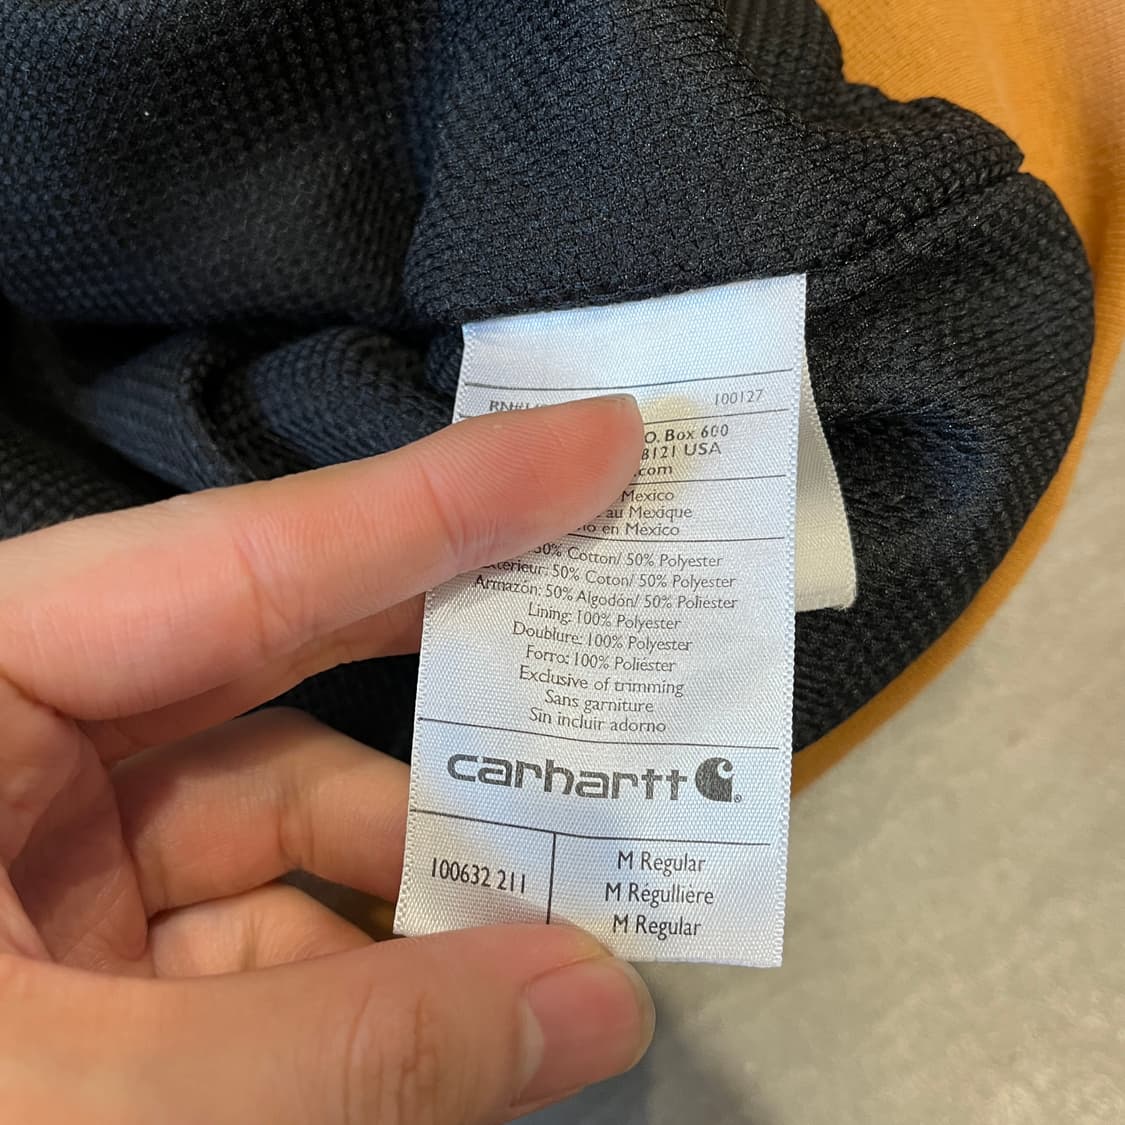 100127
O. Box 600
8121 USA
.com
Mexico
au Mexique
en México
50% Cotton/ 50% Polyester
Exterieur: 50% Coton/ 50% Polyester
Armazón: 50% Algodón/ 50% Poliester
Lining: 100% Polyester
Doublure: 100% Polyester
Forro: 100% Poliéster
Exclusive of trimming
Sans garniture
Sin incluir adorno
carhartt
100632 211
M Regular
M Régullière
M Regular